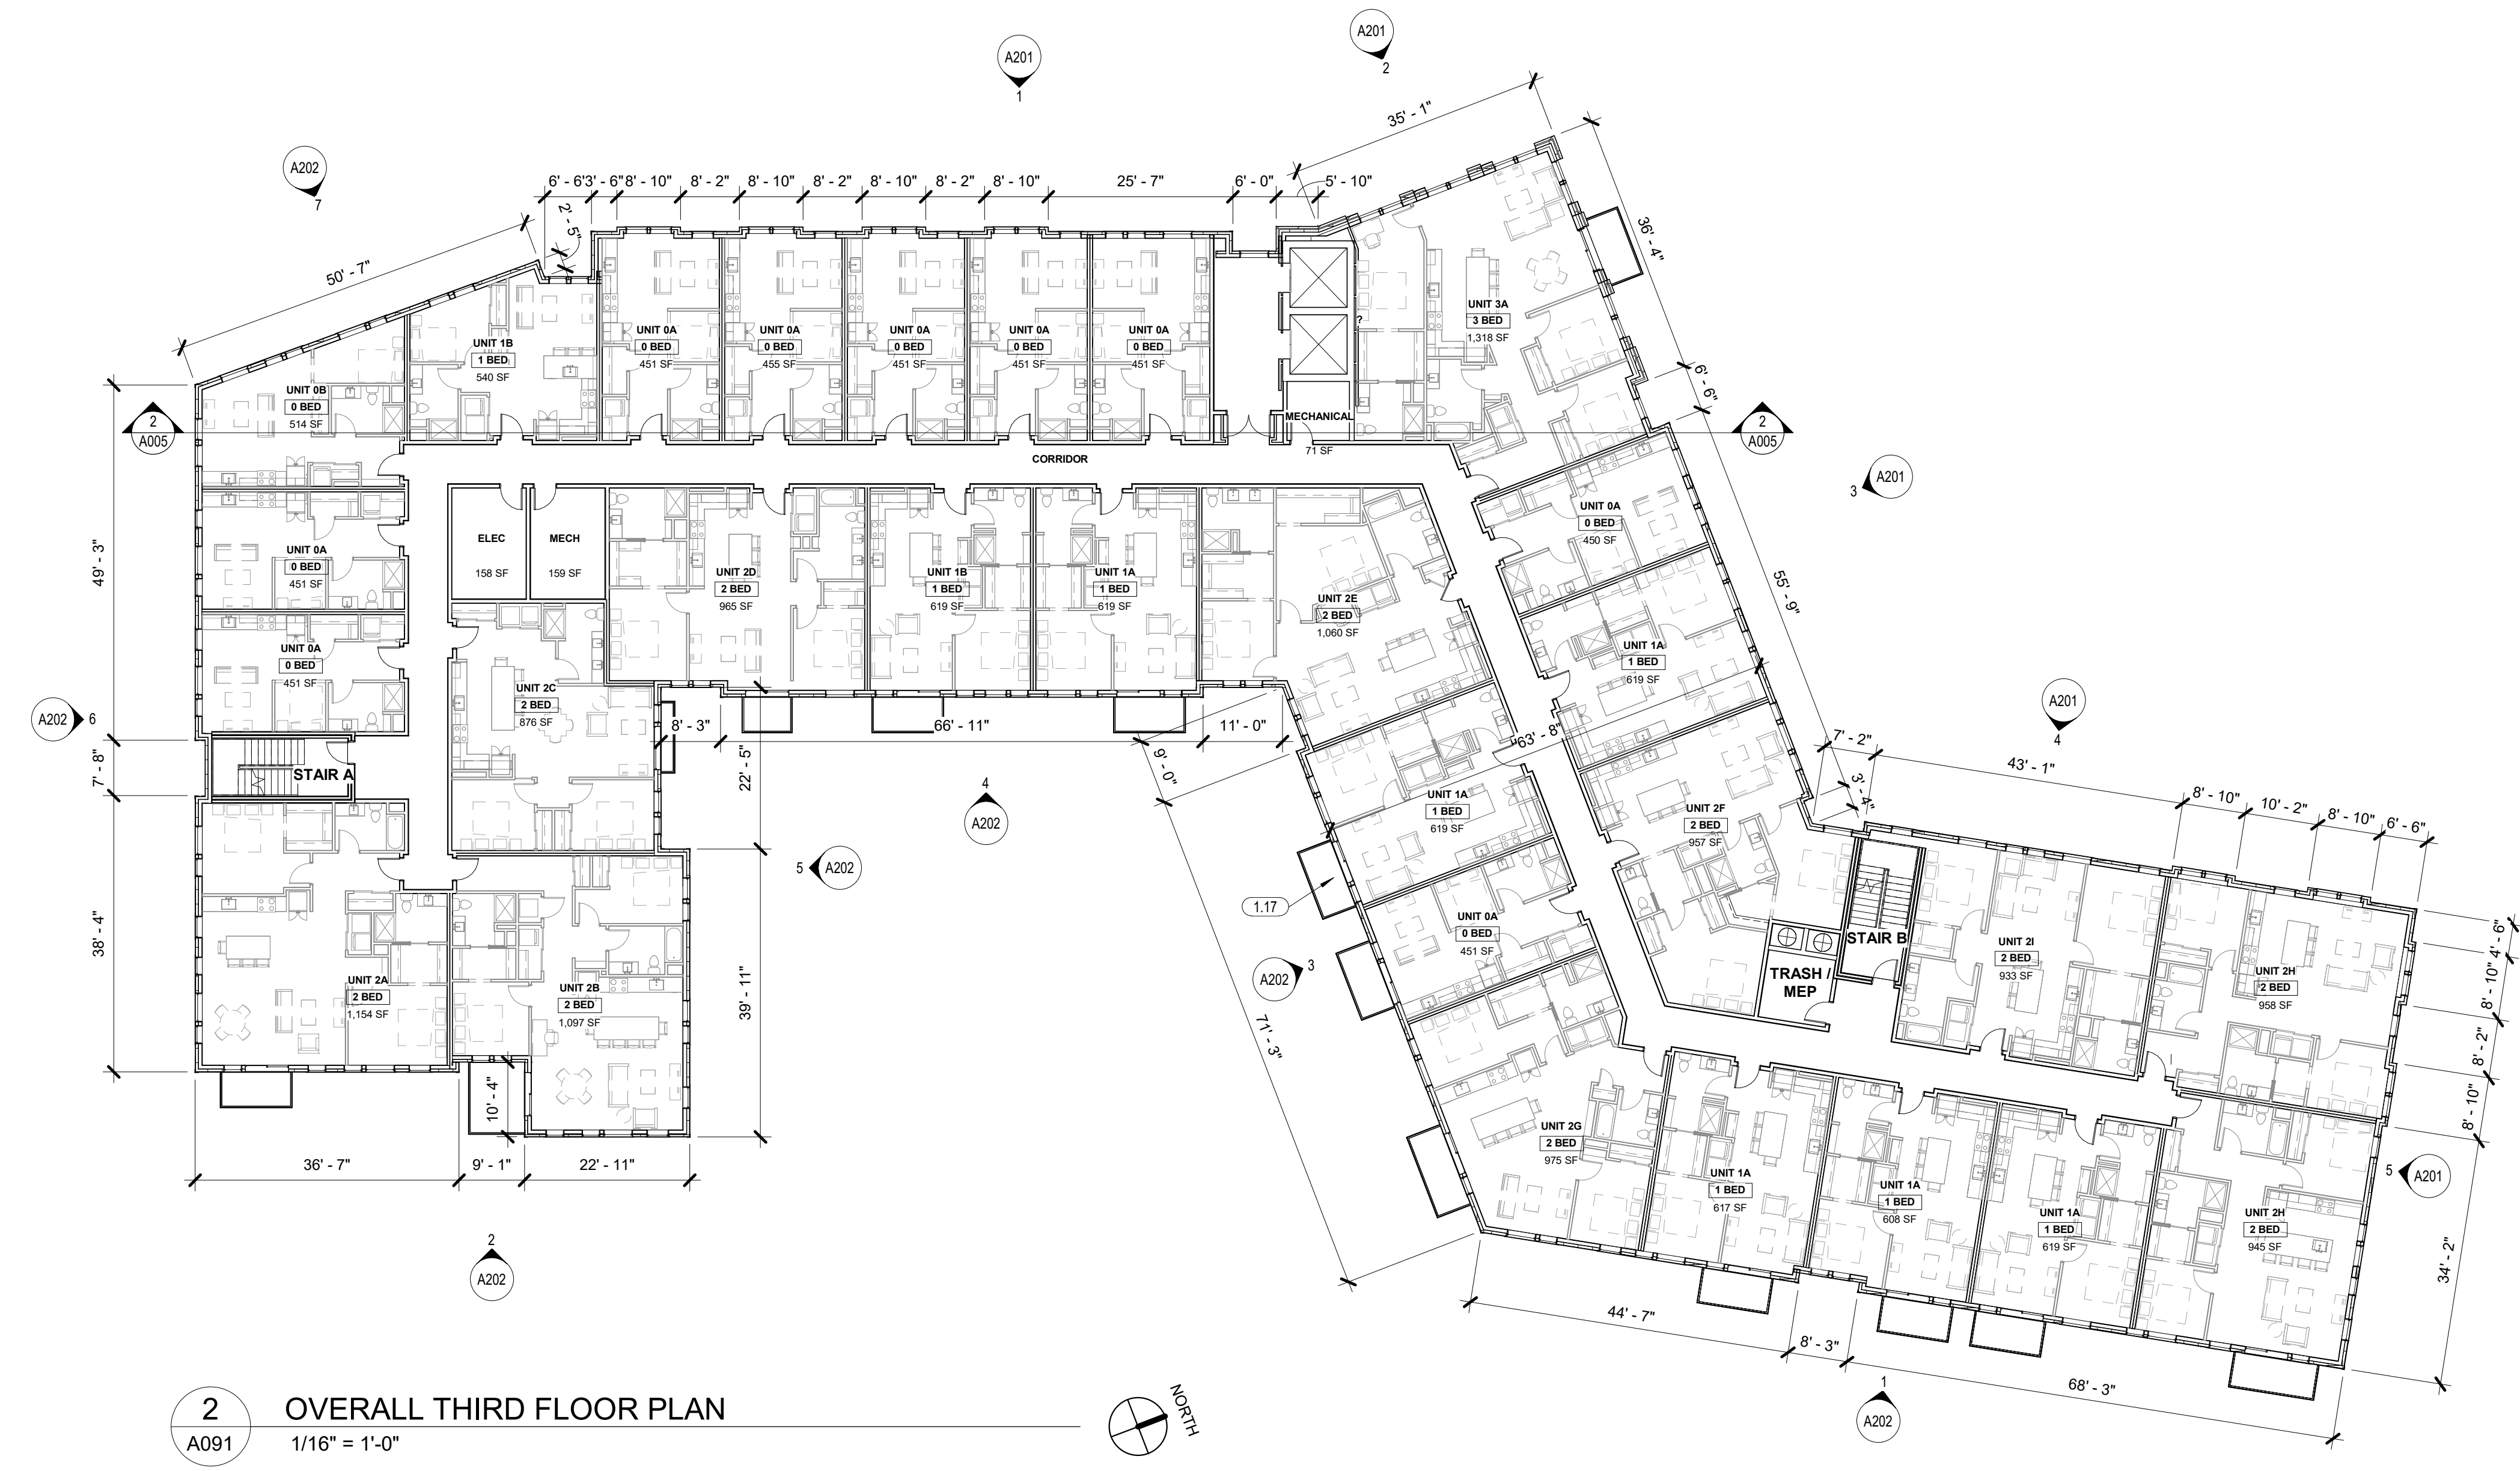 A201
2
A201
1
35' - 1"
A202
7
6' - 6"
3' - 6"
8' - 10"
8' - 2"
8' - 10"
8' - 2"
8' - 10"
8' - 2"
8' - 10"
25' - 7"
6' - 0"
5' - 10"
2' - 5"
50' - 7"
36' - 4"
UNIT 3A
3 BED
1,318 SF
?
UNIT 0A
0 BED
451 SF
UNIT 0A
0 BED
455 SF
UNIT 0A
0 BED
451 SF
UNIT 0A
0 BED
451 SF
UNIT 0A
0 BED
451 SF
UNIT 1B
1 BED
540 SF
UNIT 0B
0 BED
514 SF
6' - 6"
2
A005
MECHANICAL
71 SF
2
A005
CORRIDOR
A201
3
49' - 3"
ELEC
158 SF
MECH
159 SF
UNIT 0A
0 BED
451 SF
UNIT 2D
2 BED
965 SF
UNIT 1B
1 BED
619 SF
UNIT 1A
1 BED
619 SF
UNIT 2E
2 BED
1,060 SF
UNIT 0A
0 BED
450 SF
55' - 9"
UNIT 0A
0 BED
451 SF
UNIT 1A
1 BED
619 SF
UNIT 2C
2 BED
876 SF
A202
6
8' - 3"
66' - 11"
11' - 0"
22' - 5"
9' - 0"
63' - 8"
A201
4
7' - 2"
3' - 4"
43' - 1"
8' - 10"
10' - 2"
8' - 10"
6' - 6"
7' - 8"
STAIR A
4
A202
UNIT 1A
1 BED
619 SF
UNIT 2F
2 BED
957 SF
5
A202
1.17
38' - 4"
UNIT 0A
0 BED
451 SF
STAIR B
UNIT 2I
2 BED
933 SF
4' - 6"
8' - 10"
8' - 2"
8' - 10"
A202
3
TRASH /
MEP
UNIT 2H
2 BED
958 SF
UNIT 2A
2 BED
1,154 SF
UNIT 2B
2 BED
1,097 SF
39' - 11"
71' - 3"
10' - 4"
UNIT 2G
2 BED
975 SF
36' - 7"
9' - 1"
22' - 11"
UNIT 1A
1 BED
617 SF
UNIT 1A
1 BED
608 SF
UNIT 1A
1 BED
619 SF
UNIT 2H
2 BED
945 SF
5
A201
34' - 2"
2
A202
44' - 7"
8' - 3"
68' - 3"
1
A202
2
A091
OVERALL THIRD FLOOR PLAN
1/16" = 1'-0"
NORTH